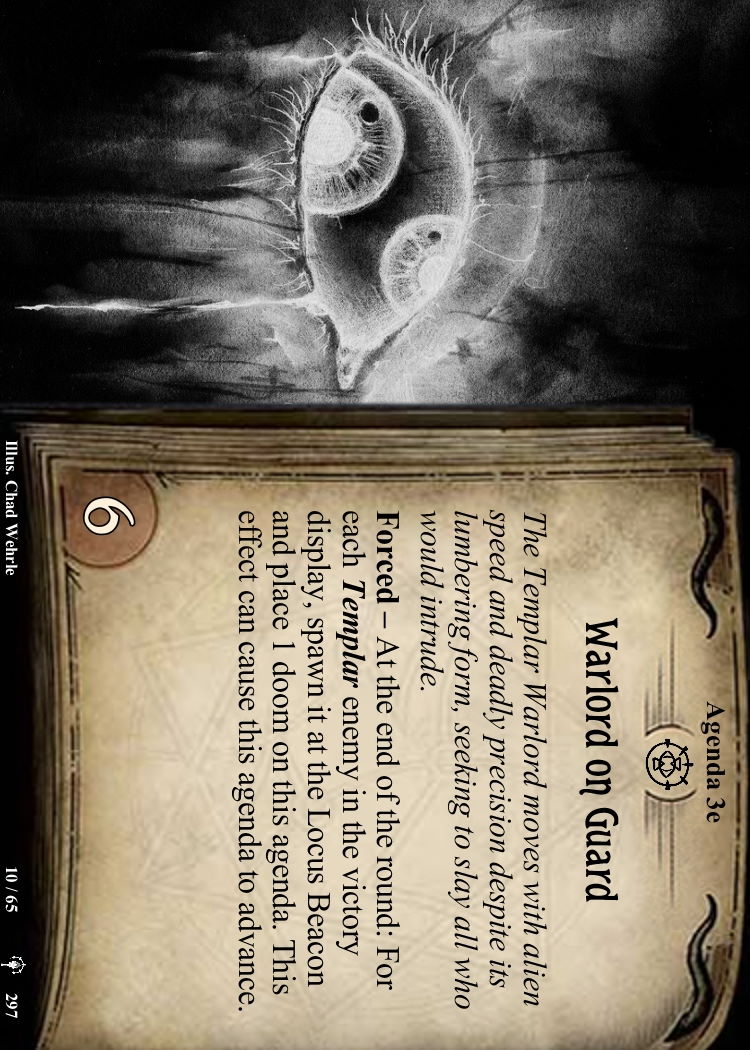 Agenda 3e
Warlord on Guard
The Templar Warlord moves with alien
speed and deadly precision despite its
lumbering form, seeking to slay all who
would intrude.
Forced – At the end of the round: For
each Templar enemy in the victory
display, spawn it at the Locus Beacon
and place 1 doom on this agenda. This
effect can cause this agenda to advance.
6
Illus. Chad Wehrle
10 / 65
297